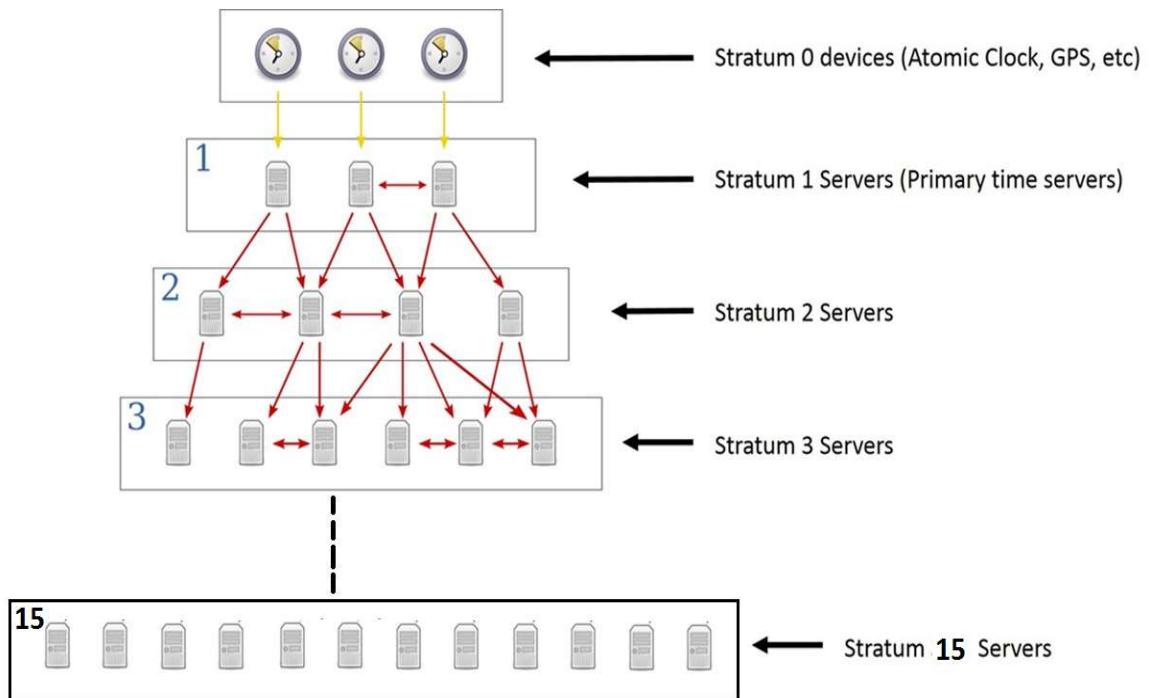 Stratum 0 devices (Atomic Clock, GPS, etc)
1
Stratum 1 Servers (Primary time servers)
2
Stratum 2 Servers
3
Stratum 3 Servers
15
Stratum 15 Servers